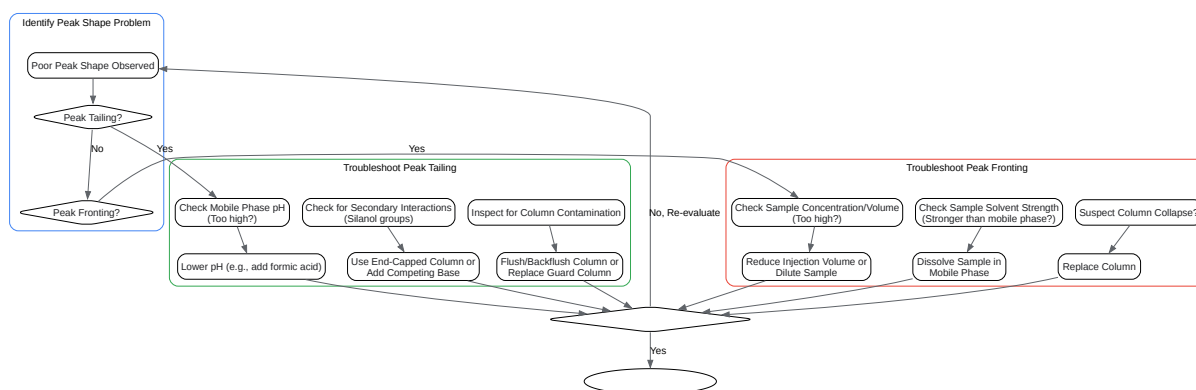 Identify Peak Shape Problem
Poor Peak Shape Observed
Peak Tailing?
No
Yes
Peak Fronting?
Yes
Troubleshoot Peak Tailing
Check Mobile Phase pH
(Too high?)
Check for Secondary Interactions
(Silanol groups)
Inspect for Column Contamination
Lower pH (e.g., add formic acid)
Use End-Capped Column or
Add Competing Base
Flush/Backflush Column or
Replace Guard Column
No, Re-evaluate
Troubleshoot Peak Fronting
Check Sample Concentration/Volume
(Too high?)
Check Sample Solvent Strength
(Stronger than mobile phase?)
Suspect Column Collapse?
Reduce Injection Volume or
Dilute Sample
Dissolve Sample in
Mobile Phase
Replace Column
Yes